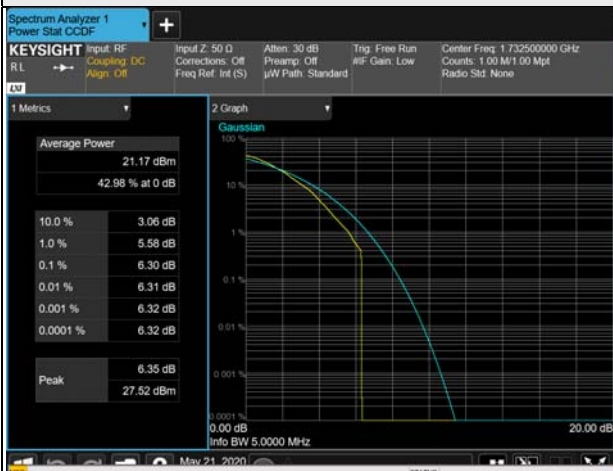 Spectrum Analyzer 1
Power Stat CCDF
KEYSIGHT
Input: RF
Input Z: 50 Ω
Atten: 30 dB
Trig: Free Run
Center Freq: 1.732500000 GHz
RL
Coupling: DC
Corrections: Off
Preamp: Off
#IF Gain: Low
Counts: 1.00 M/1.00 Mpt
Align: Off
Freq Ref: Int (S)
µW Path: Standard
Radio Std: None
LXI
1 Metrics
2 Graph
Gaussian
Average Power
21.17 dBm
42.98 % at 0 dB
10.0 % 3.06 dB
1.0 % 5.58 dB
0.1 % 6.30 dB
0.01 % 6.31 dB
0.001 % 6.32 dB
0.0001 % 6.32 dB
Peak
6.35 dB
27.52 dBm
100 %
10 %
1 %
0.1 %
0.01 %
0.001 %
0.0001 %
0.00 dB
20.00 dB
Info BW 5.0000 MHz
May 21, 2020
MSG
STATUS